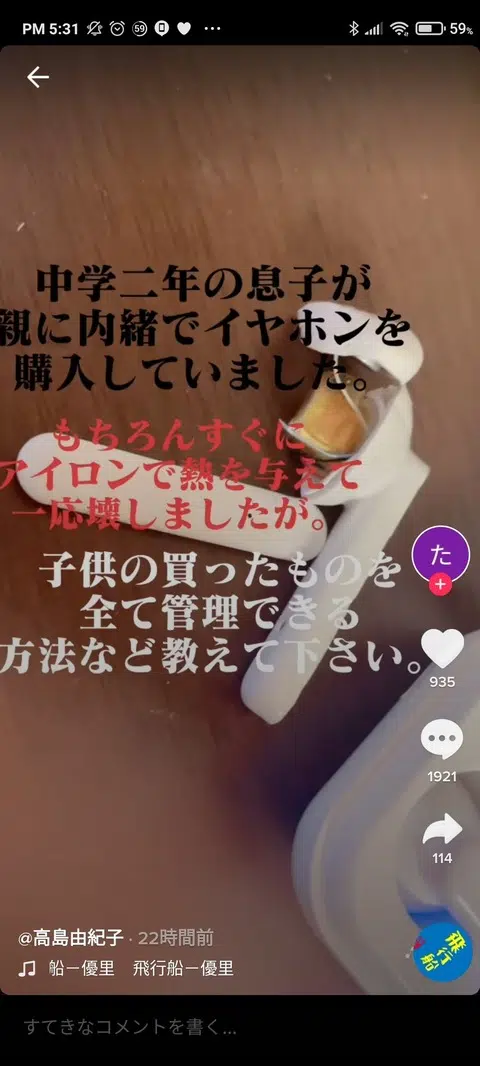 PM 5:31
59
59%
中学二年の息子が
親に内緒でイヤホンを
購入していました。
もちろんすぐに
アイロンで熱を与えて
一応壊しましたが。
子供の買ったものを
全て管理できる
方法など教えて下さい。
た
935
1921
114
@高島由紀子 · 22時間前
船ー優里 飛行船ー優里
飛行船
すてきなコメントを書く...